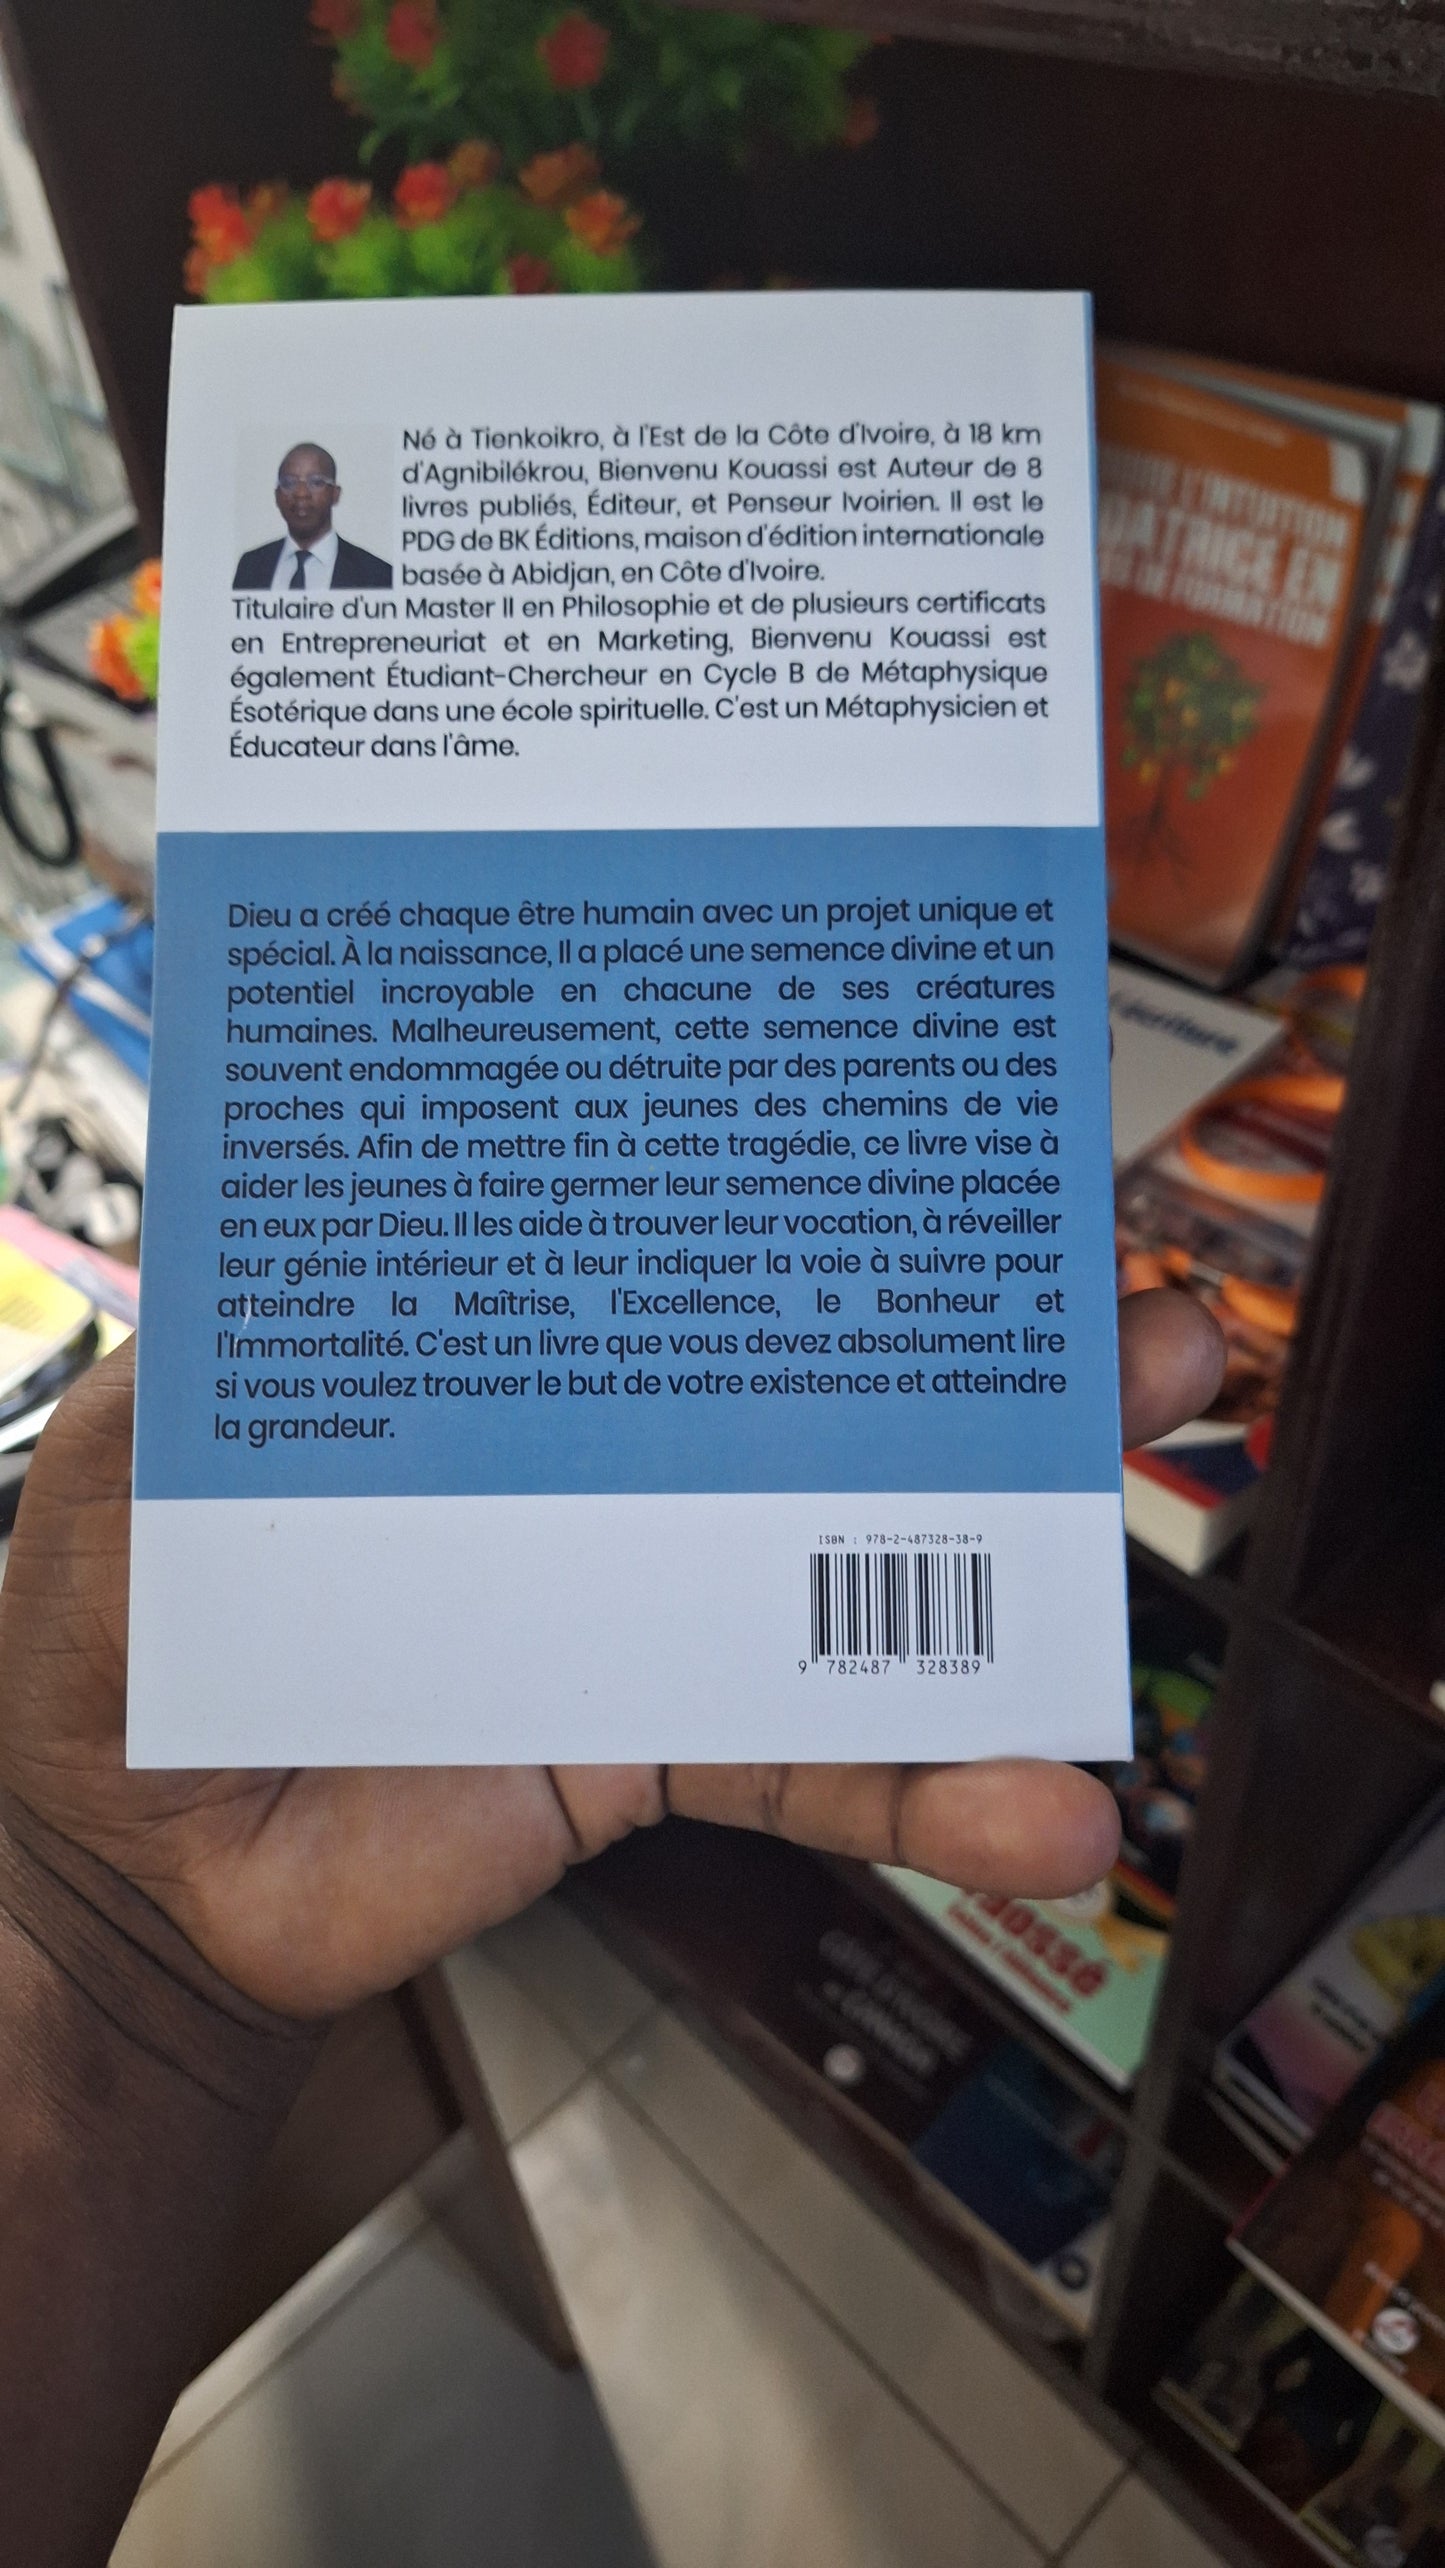 Né à Tienkoikro, à l'Est de la Côte d'Ivoire, à 18 km
d'Agnibilékrou, Bienvenu Kouassi est Auteur de 8
livres publiés, Éditeur, et Penseur Ivoirien. Il est le
PDG de BK Éditions, maison d'édition internationale
basée à Abidjan, en Côte d'Ivoire.
Titulaire d'un Master II en Philosophie et de plusieurs certificats
en Entrepreneuriat et en Marketing, Bienvenu Kouassi est
également Étudiant-Chercheur en Cycle B de Métaphysique
Ésotérique dans une école spirituelle. C'est un Métaphysicien et
Éducateur dans l'âme.
Dieu a créé chaque être humain avec un projet unique et
spécial. À la naissance, Il a placé une semence divine et un
potentiel incroyable en chacune de ses créatures
humaines. Malheureusement, cette semence divine est
souvent endommagée ou détruite par des parents ou des
proches qui imposent aux jeunes des chemins de vie
inversés. Afin de mettre fin à cette tragédie, ce livre vise à
aider les jeunes à faire germer leur semence divine placée
en eux par Dieu. Il les aide à trouver leur vocation, à réveiller
leur génie intérieur et à leur indiquer la voie à suivre pour
atteindre la Maîtrise, l'Excellence, le Bonheur et
l'Immortalité. C'est un livre que vous devez absolument lire
si vous voulez trouver le but de votre existence et atteindre
la grandeur.
ISBN : 978-2-487328-38-9
9 782487 328389
L'INTUITION
EN
FORMATION